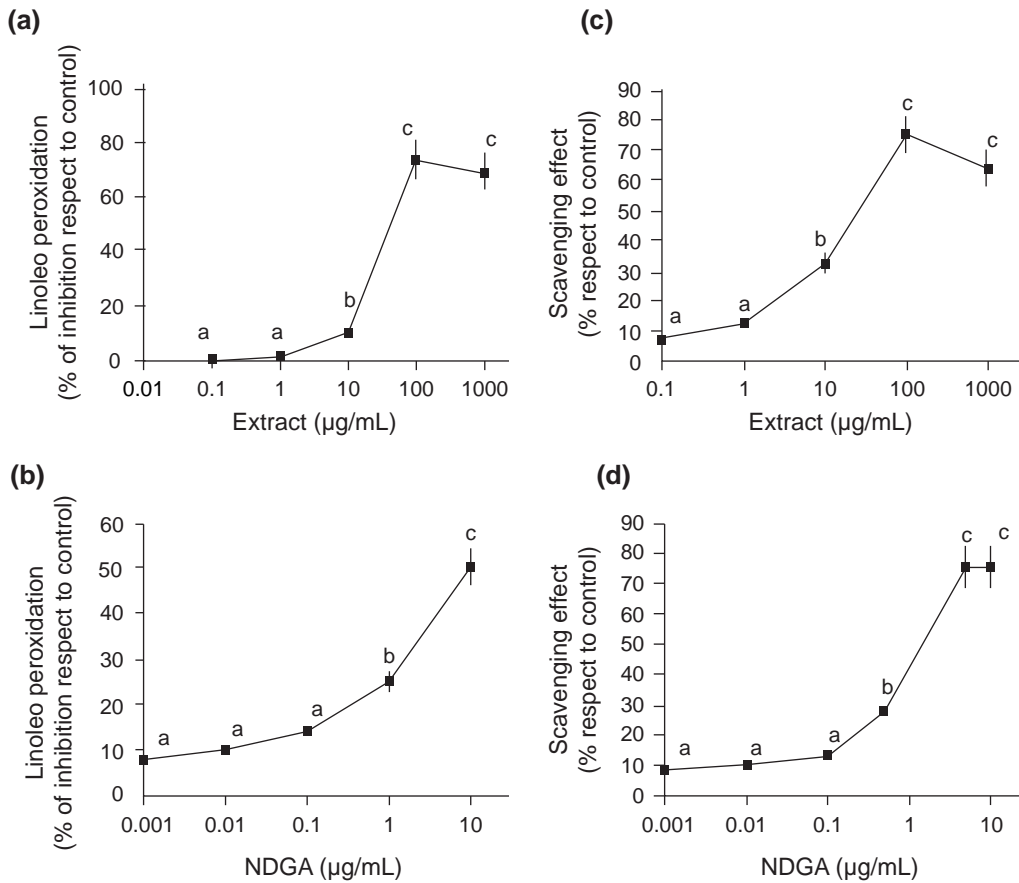 (a)
Linoleo peroxidation
(% of inhibition respect to control)
100
80
60
40
20
0
0.01
0.1
1
10
100
1000
a
a
b
c
c
Extract (µg/mL)
(c)
Scavenging effect
(% respect to control)
90
80
70
60
50
40
30
20
10
0
0.1
1
10
100
1000
a
a
b
c
c
Extract (µg/mL)
(b)
Linoleo peroxidation
(% of inhibition respect to control)
60
50
40
30
20
10
0
0.001
0.01
0.1
1
10
a
a
a
b
c
NDGA (µg/mL)
(d)
Scavenging effect
(% respect to control)
90
80
70
60
50
40
30
20
10
0
0.001
0.01
0.1
1
10
a
a
a
b
c
c
NDGA (µg/mL)